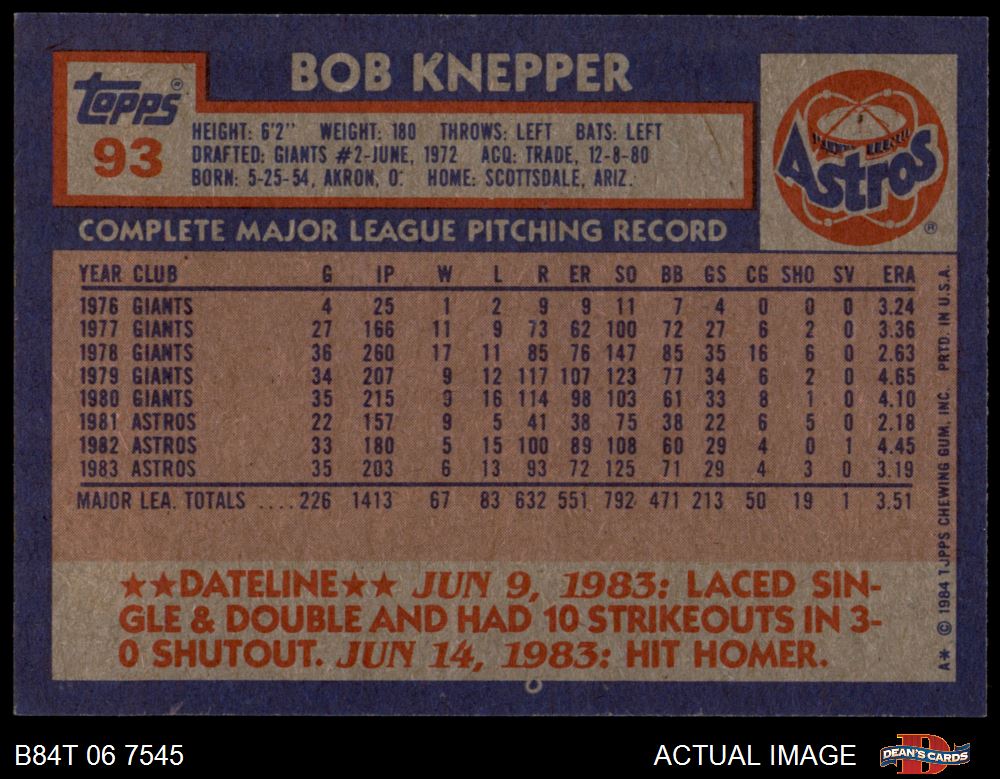 BOB KNEPPER
Topps®
93
HEIGHT: 6'2" WEIGHT: 180 THROWS: LEFT BATS: LEFT
DRAFTED: GIANTS #2-JUNE, 1972 ACQ: TRADE, 12-8-80
BORN: 5-25-54, AKRON, O. HOME: SCOTTSDALE, ARIZ.
Astros
®
COMPLETE MAJOR LEAGUE PITCHING RECORD
YEAR CLUB G IP W L R ER SO BB GS CG SHO SV ERA
1976 GIANTS 4 25 1 2 9 9 11 7 4 0 0 0 3.24
1977 GIANTS 27 166 11 9 73 62 100 72 27 6 2 0 3.36
1978 GIANTS 36 260 17 11 85 76 147 85 35 16 6 0 2.63
1979 GIANTS 34 207 9 12 117 107 123 77 34 6 2 0 4.65
1980 GIANTS 35 215 9 16 114 98 103 61 33 8 1 0 4.10
1981 ASTROS 22 157 9 5 41 38 75 38 22 6 5 0 2.18
1982 ASTROS 33 180 5 15 100 89 108 60 29 4 0 1 4.45
1983 ASTROS 35 203 6 13 93 72 125 71 29 4 3 0 3.19
MAJOR LEA. TOTALS .... 226 1413 67 83 632 551 792 471 213 50 19 1 3.51
★★DATELINE★★ JUN 9, 1983: LACED SIN-
GLE & DOUBLE AND HAD 10 STRIKEOUTS IN 3-
0 SHUTOUT. JUN 14, 1983: HIT HOMER.
A* © 1984 TOPPS CHEWING GUM, INC. PRTD. IN U.S.A.
B84T 06 7545
ACTUAL IMAGE
DEAN'S CARDS